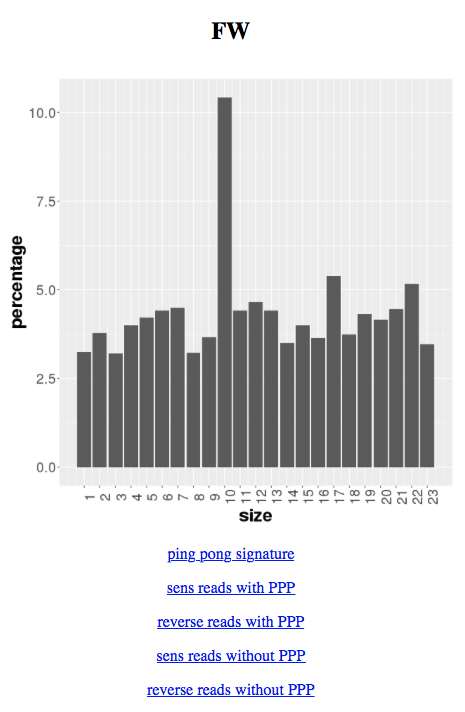 FW
10.0
7.5
5.0
2.5
0.0
percentage
1 2 3 4 5 6 7 8 9 10 11 12 13 14 15 16 17 18 19 20 21 22 23
size
ping pong signature
sens reads with PPP
reverse reads with PPP
sens reads without PPP
reverse reads without PPP